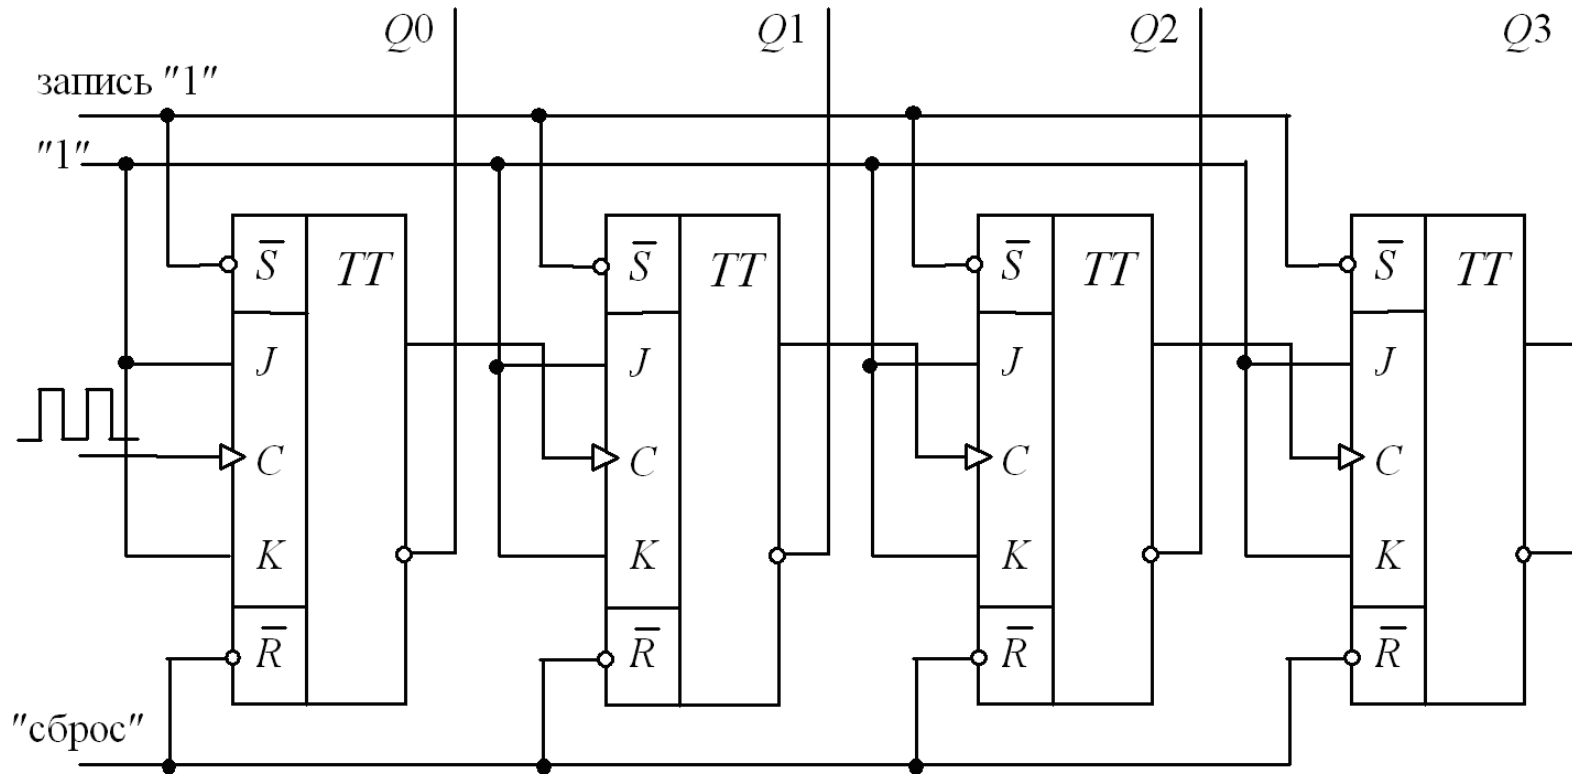 Q0 Q1 Q2 Q3
запись "1"
"1"
S̅ TT S̅ TT S̅ TT S̅ TT
J J J J
C C C C
K K K K
R̅ R̅ R̅ R̅
"сброс"